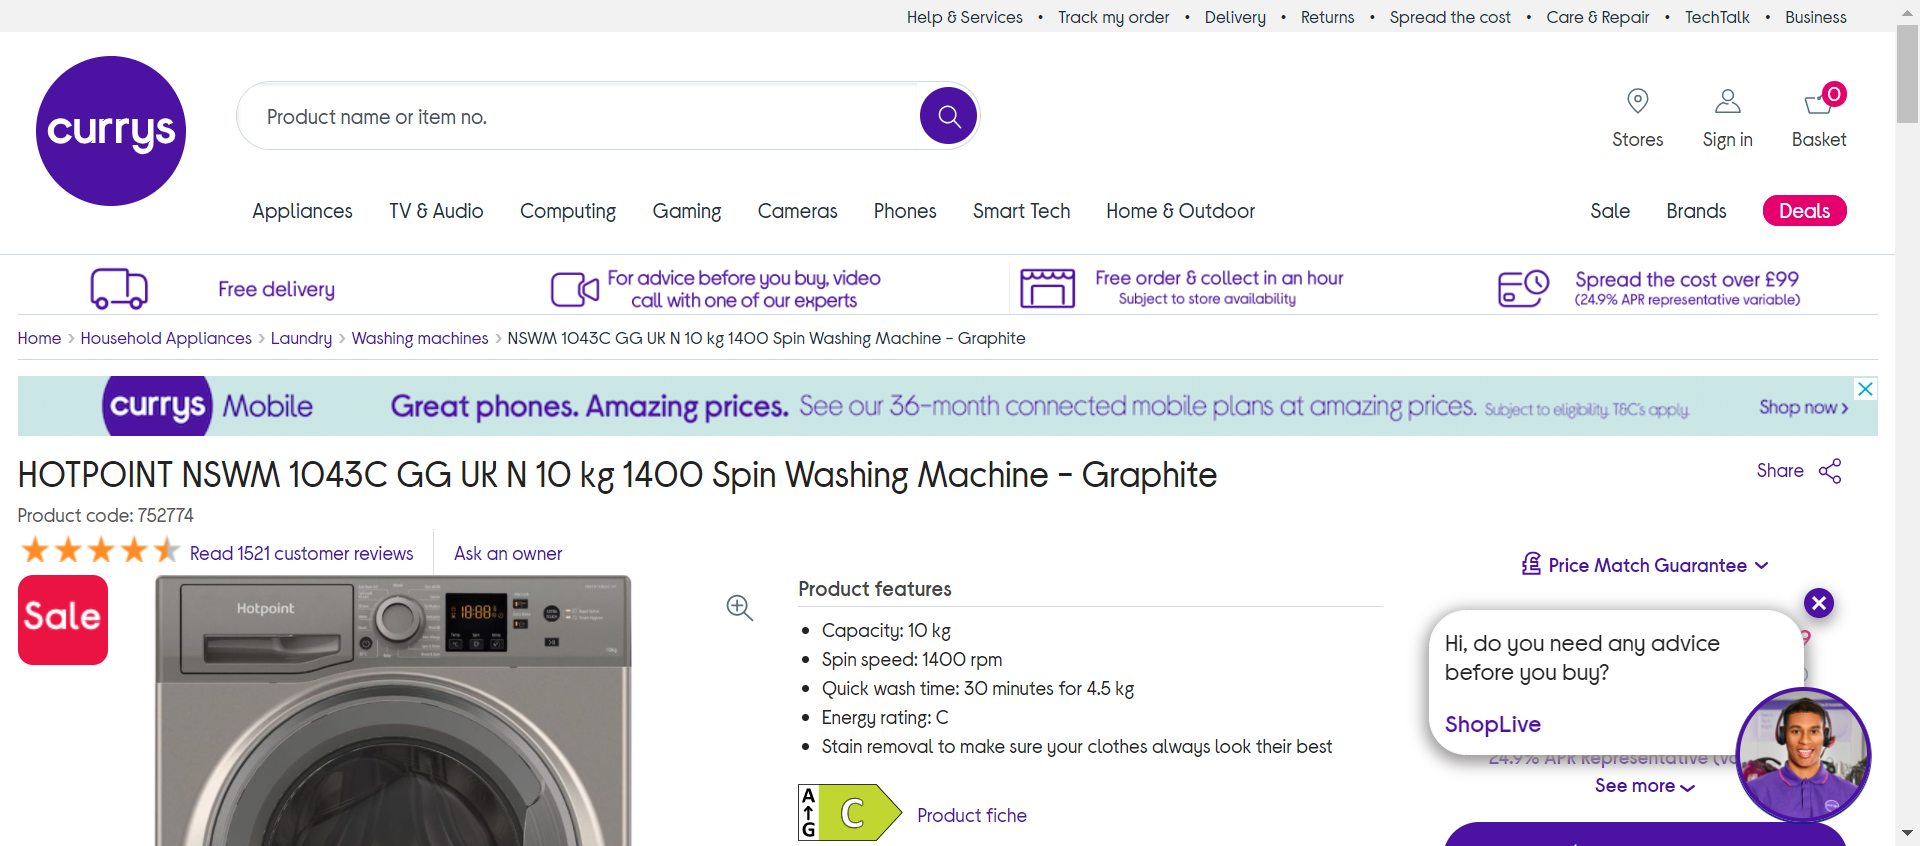 Help & Services • Track my order • Delivery • Returns • Spread the cost • Care & Repair • TechTalk • Business
currys
Product name or item no.
Stores
Sign in
0
Basket
Appliances
TV & Audio
Computing
Gaming
Cameras
Phones
Smart Tech
Home & Outdoor
Sale
Brands
Deals
Free delivery
For advice before you buy, video
call with one of our experts
Free order & collect in an hour
Subject to store availability
Spread the cost over £99
(24.9% APR representative variable)
Home > Household Appliances > Laundry > Washing machines > NSWM 1043C GG UK N 10 kg 1400 Spin Washing Machine - Graphite
currys Mobile
Great phones. Amazing prices. See our 36-month connected mobile plans at amazing prices. Subject to eligibility. T&C's apply.
Shop now >
HOTPOINT NSWM 1043C GG UK N 10 kg 1400 Spin Washing Machine - Graphite
Share
Product code: 752774
Read 1521 customer reviews
Ask an owner
Sale
Hotpoint
18:88
Product features
• Capacity: 10 kg
• Spin speed: 1400 rpm
• Quick wash time: 30 minutes for 4.5 kg
• Energy rating: C
• Stain removal to make sure your clothes always look their best
A
G
C
Product fiche
Price Match Guarantee
Hi, do you need any advice
before you buy?
ShopLive
24.9% APR Representative
See more